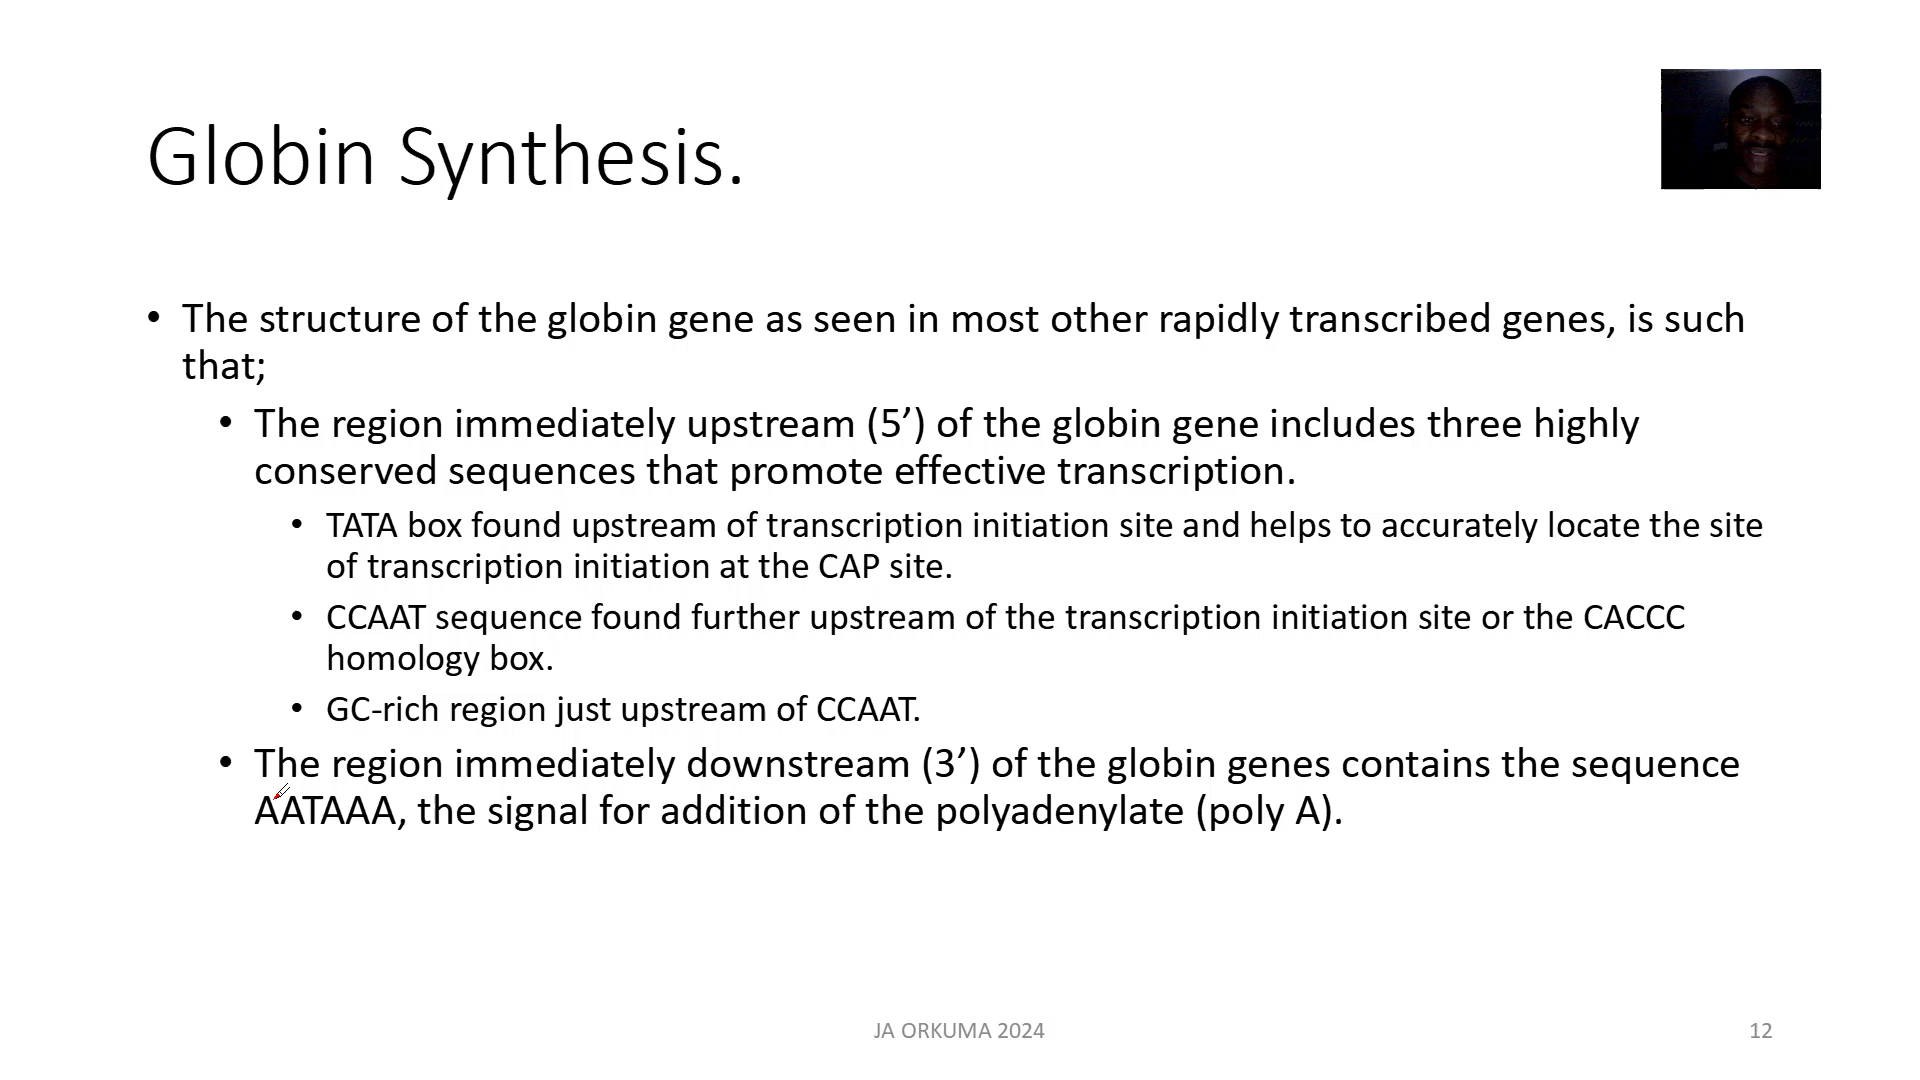 Globin Synthesis.
• The structure of the globin gene as seen in most other rapidly transcribed genes, is such
that;
• The region immediately upstream (5’) of the globin gene includes three highly
conserved sequences that promote effective transcription.
• TATA box found upstream of transcription initiation site and helps to accurately locate the site
of transcription initiation at the CAP site.
• CCAAT sequence found further upstream of the transcription initiation site or the CACCC
homology box.
• GC-rich region just upstream of CCAAT.
• The region immediately downstream (3’) of the globin genes contains the sequence
AATAAA, the signal for addition of the polyadenylate (poly A).
JA ORKUMA 2024
12